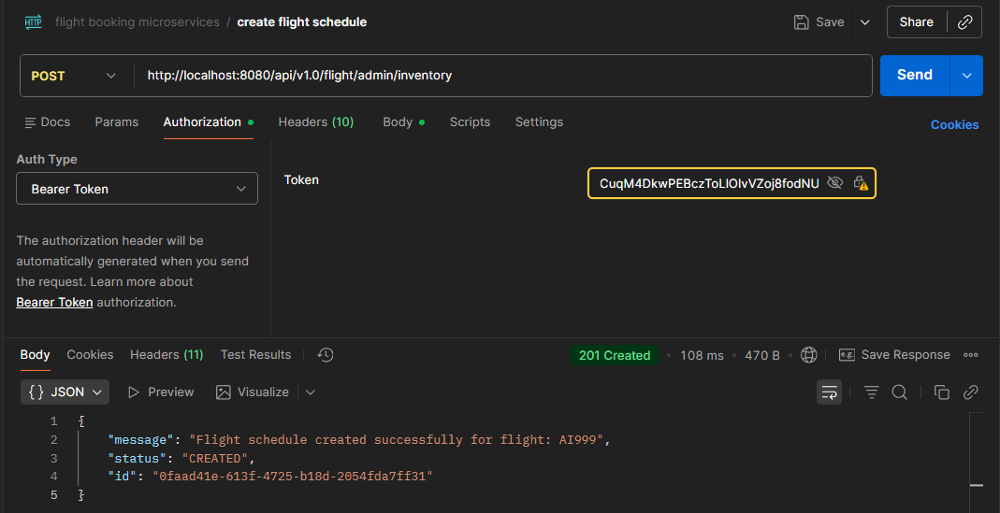 HTTP flight booking microservices / create flight schedule Save Share
POST http://localhost:8080/api/v1.0/flight/admin/inventory Send
Docs Params Authorization Headers (10) Body Scripts Settings Cookies
Auth Type
Bearer Token
Token CuqM4DkwPEBczToLIOIvVZoj8fodNU
The authorization header will be
automatically generated when you send
the request. Learn more about
Bearer Token authorization.
Body Cookies Headers (11) Test Results 201 Created • 108 ms • 470 B • e.g. Save Response
{} JSON Preview Visualize
1 {
2 "message": "Flight schedule created successfully for flight: AI999",
3 "status": "CREATED",
4 "id": "0faad41e-613f-4725-b18d-2054fda7ff31"
5 }